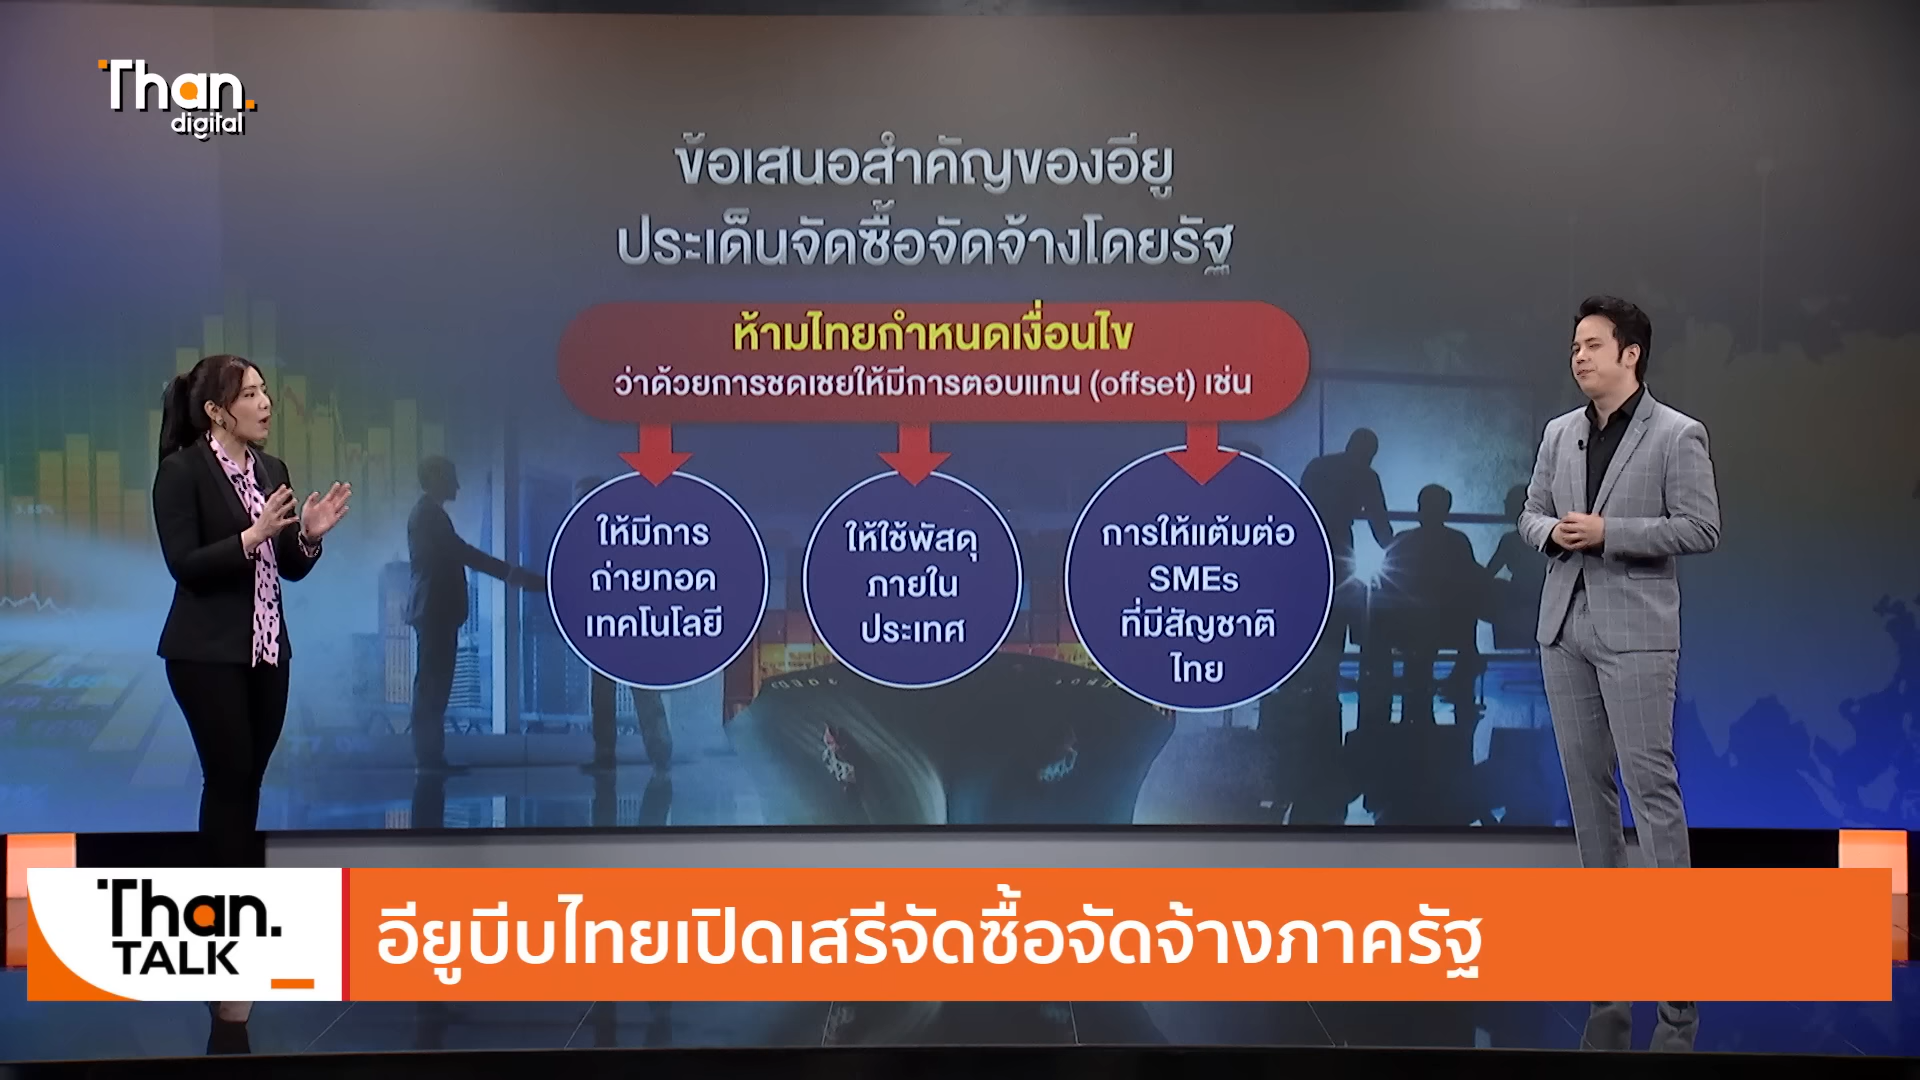 Than.
digital
ข้อเสนอสำคัญของอียู
ประเด็นจัดซื้อจัดจ้างโดยรัฐ
ห้ามไทยกำหนดเงื่อนไข
ว่าด้วยการชดเชยให้มีการตอบแทน (offset) เช่น
ให้มีการ
ถ่ายทอด
เทคโนโลยี
ให้ใช้พัสดุ
ภายใน
ประเทศ
การให้แต้มต่อ
SMEs
ที่มีสัญชาติ
ไทย
Than.
TALK
อียูบีบไทยเปิดเสรีจัดซื้อจัดจ้างภาครัฐ